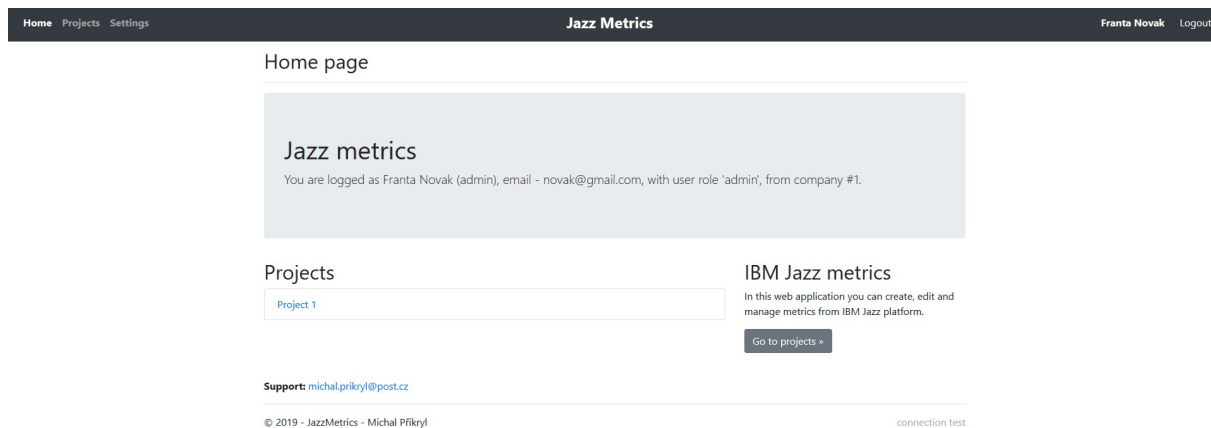 Home Projects Settings Jazz Metrics Franta Novak Logout
Home page
Jazz metrics
You are logged as Franta Novak (admin), email - novak@gmail.com, with user role 'admin', from company #1.
Projects
Project 1
IBM Jazz metrics
In this web application you can create, edit and
manage metrics from IBM Jazz platform.
Go to projects »
Support: michal.prikryl@post.cz
© 2019 - JazzMetrics - Michal Přikryl connection test